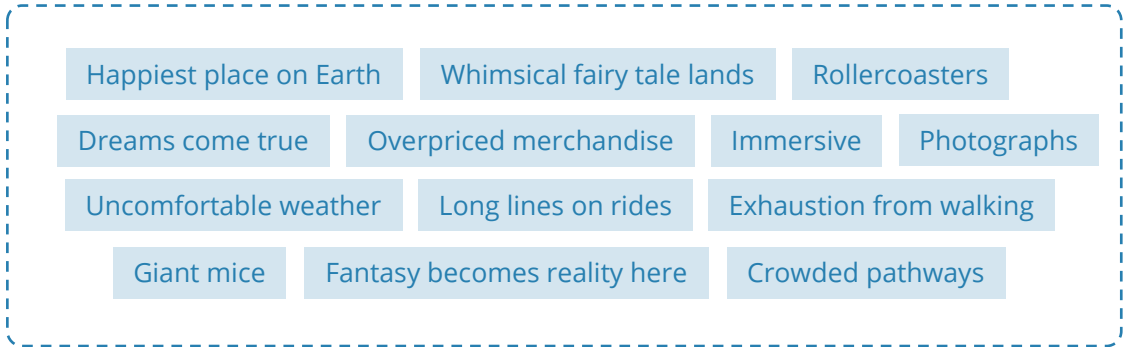 Happiest place on Earth Whimsical fairy tale lands Rollercoasters
Dreams come true Overpriced merchandise Immersive Photographs
Uncomfortable weather Long lines on rides Exhaustion from walking
Giant mice Fantasy becomes reality here Crowded pathways